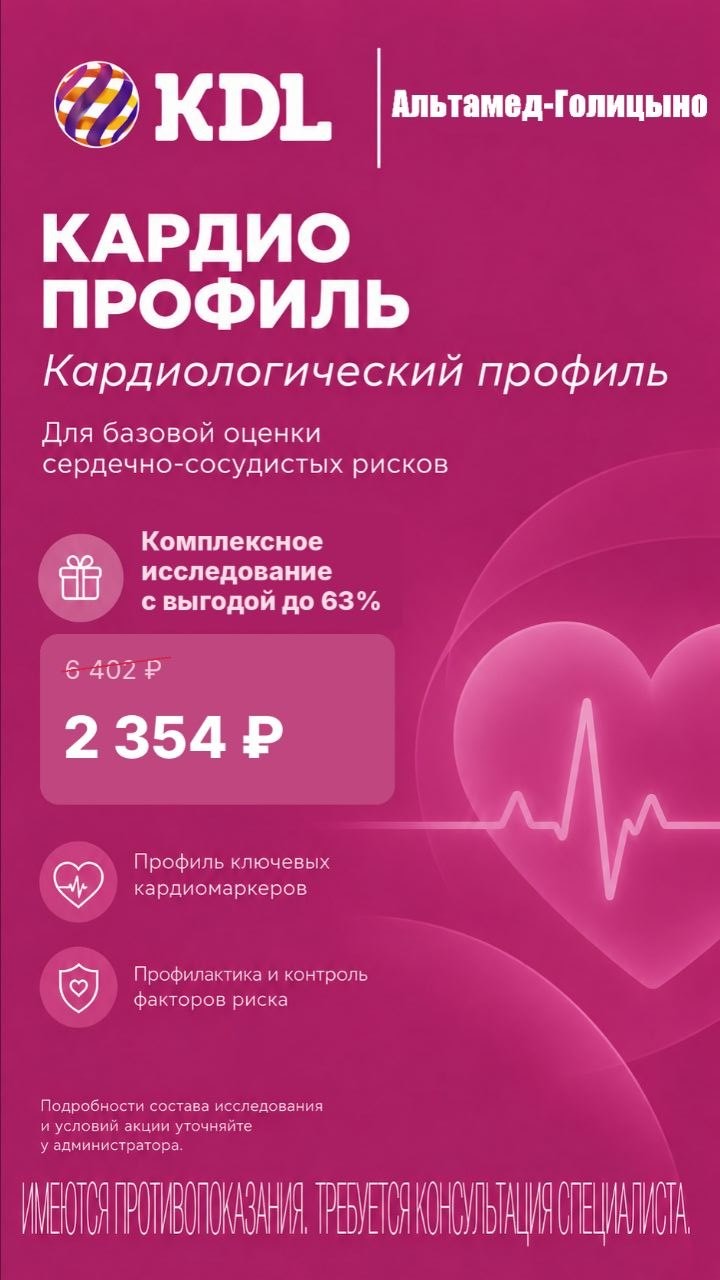 KDL
Альтамед-Голицыно
КАРДИО
ПРОФИЛЬ
Кардиологический профиль
Для базовой оценки
сердечно-сосудистых рисков
Комплексное
исследование
с выгодой до 63%
6 402 ₽
2 354 ₽
Профиль ключевых
кардиомаркеров
Профилактика и контроль
факторов риска
Подробности состава исследования
и условий акции уточняйте
у администратора.
ИМЕЮТСЯ ПРОТИВОПОКАЗАНИЯ. ТРЕБУЕТСЯ КОНСУЛЬТАЦИЯ СПЕЦИАЛИСТА.